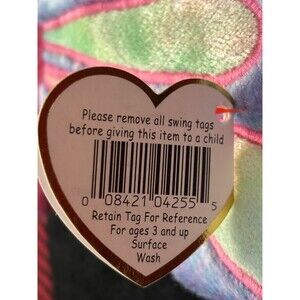 Please remove all swing tags
before giving this item to a child
0 08421 04255 5
Retain Tag For Reference
For ages 3 and up
Surface
Wash